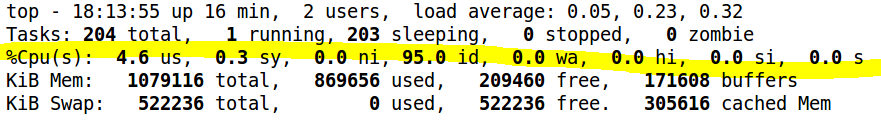 top - 18:13:55 up 16 min,  2 users,  load average: 0.05, 0.23, 0.32
Tasks: 204 total,   1 running, 203 sleeping,   0 stopped,   0 zombie
%Cpu(s):  4.6 us,  0.3 sy,  0.0 ni, 95.0 id,  0.0 wa,  0.0 hi,  0.0 si,  0.0 s
KiB Mem:   1079116 total,   869656 used,   209460 free,   171608 buffers
KiB Swap:   522236 total,        0 used,   522236 free.   305616 cached Mem